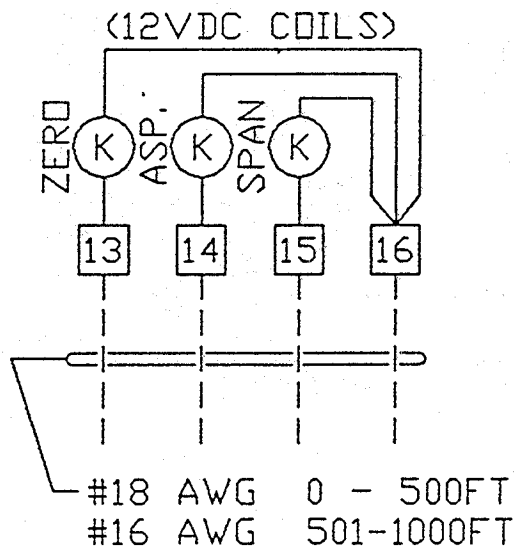 (12VDC COILS)
ZERO
ASP.
SPAN
K
K
K
13
14
15
16
#18 AWG 0 - 500FT
#16 AWG 501-1000FT